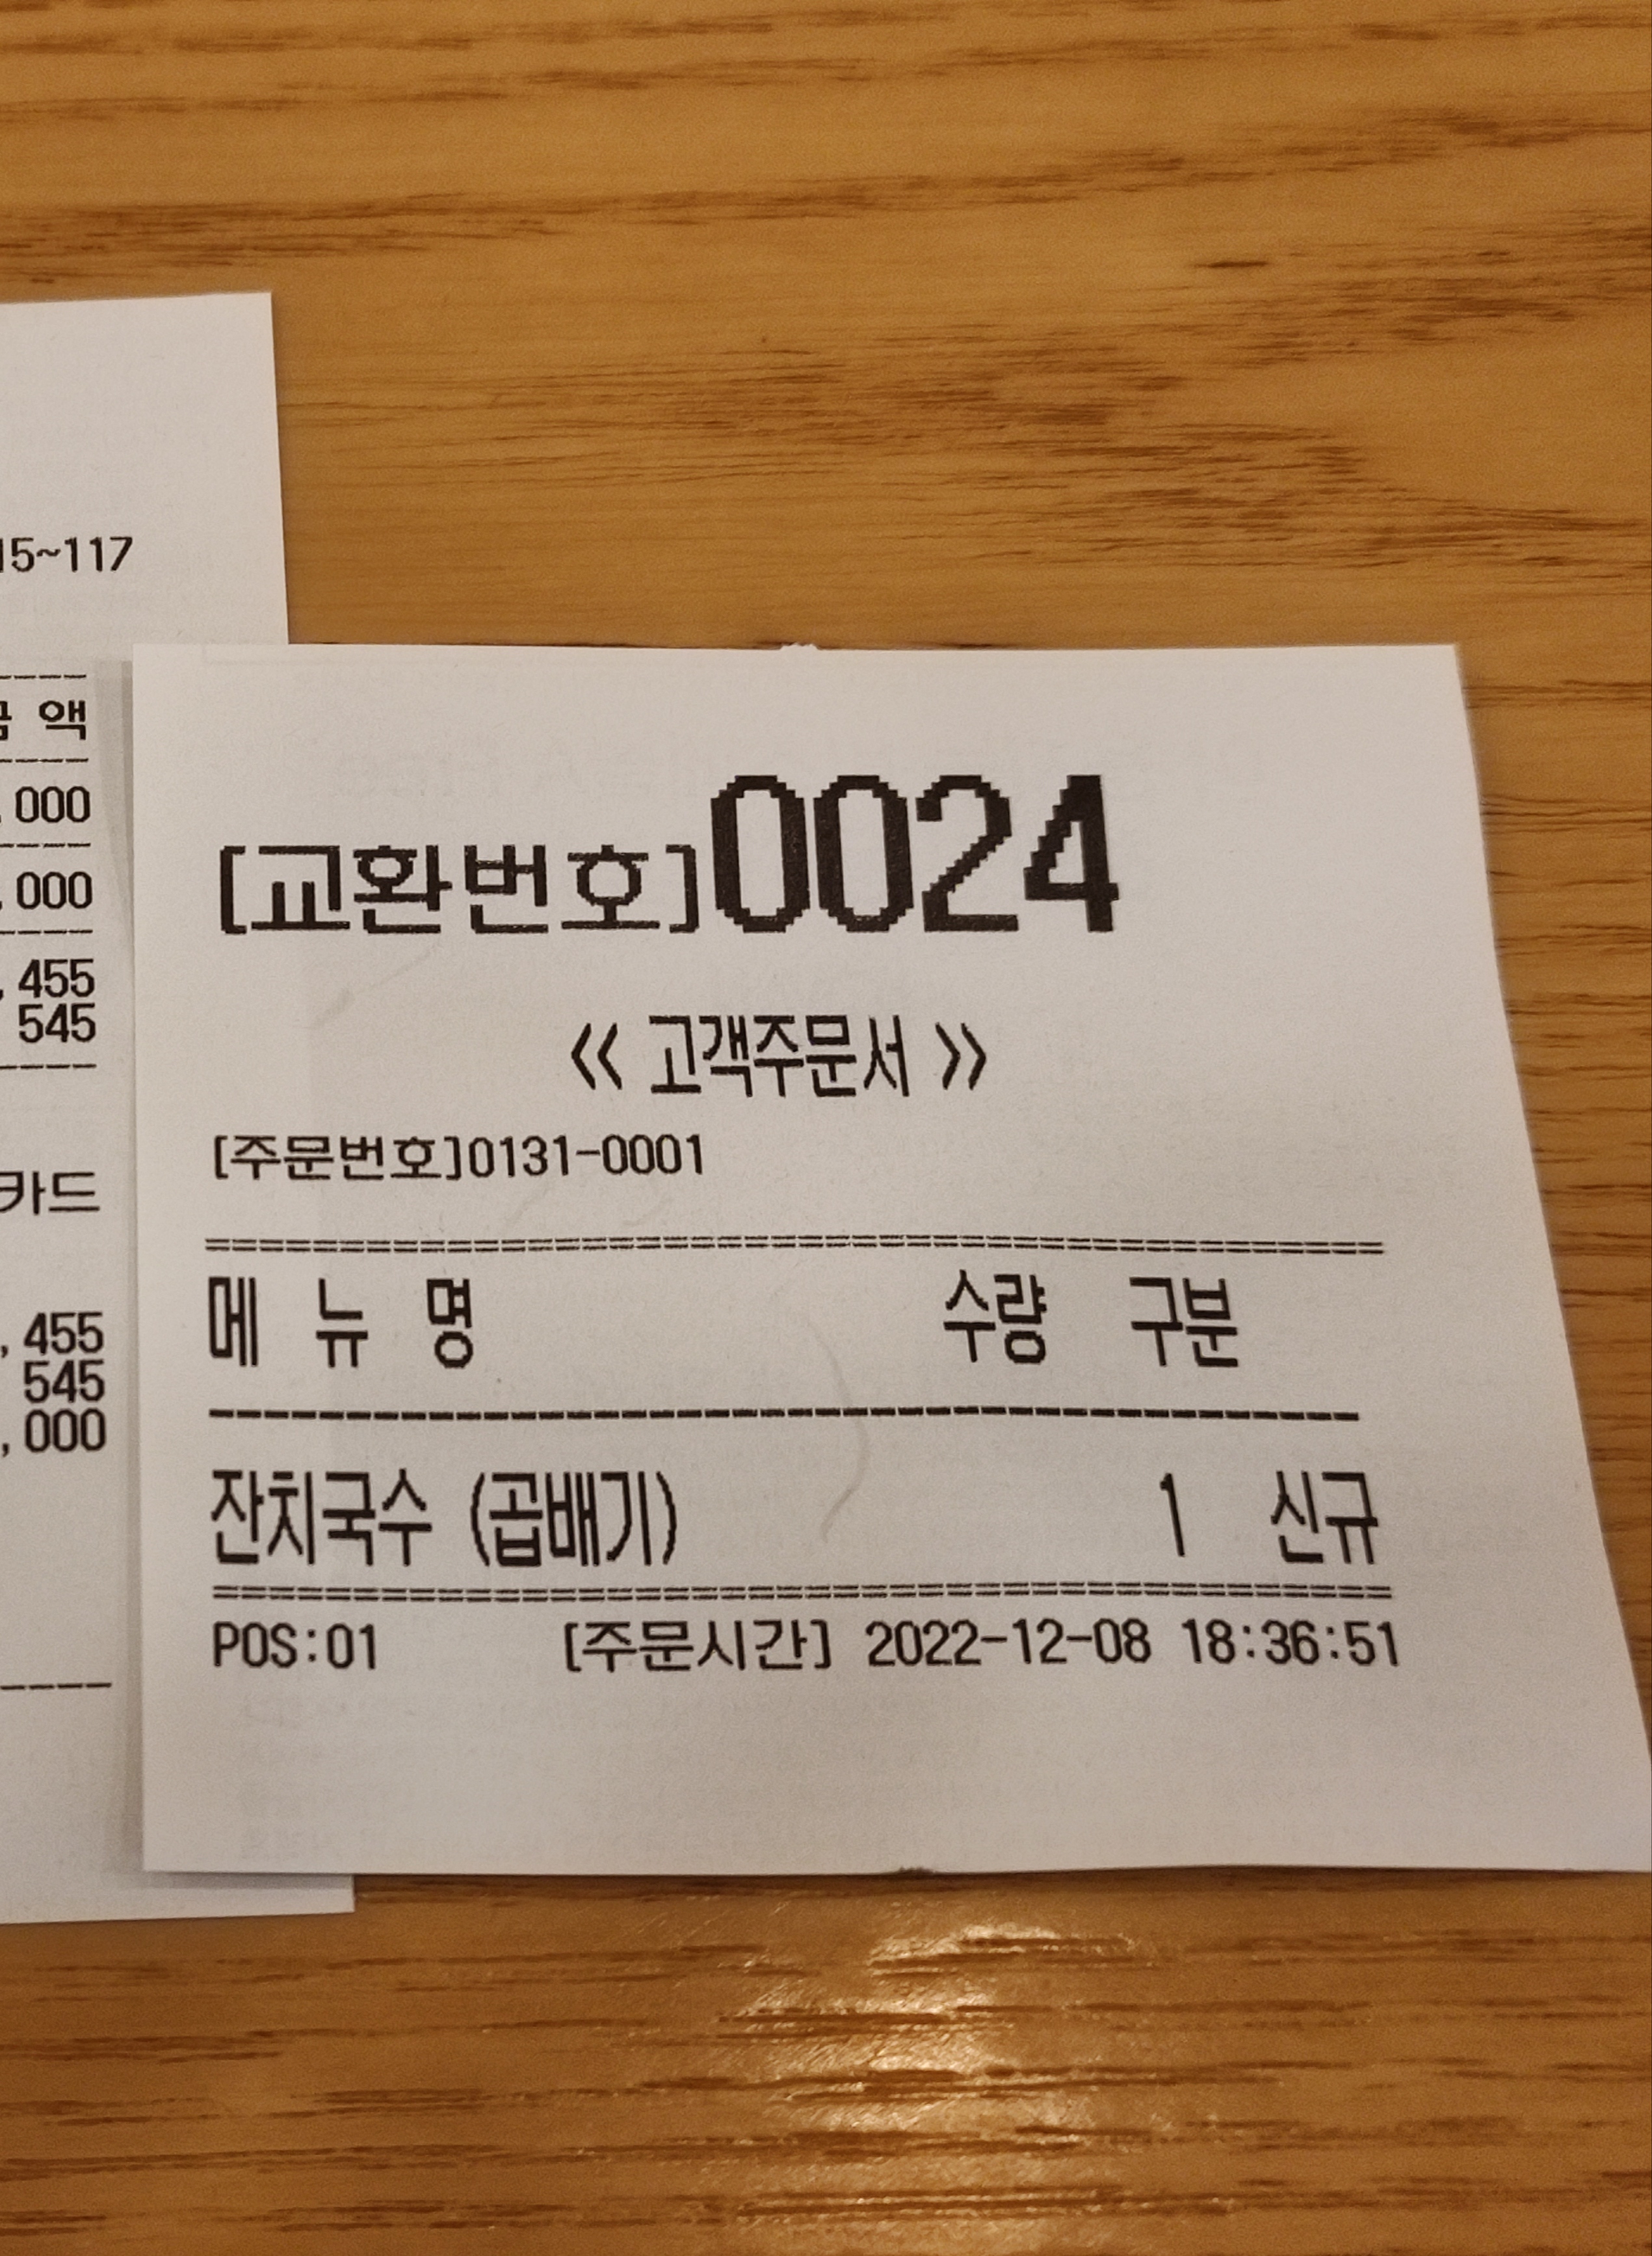 15~117
액
000
000
455
545
카드
, 455
545
, 000
[교환번호]0024
<< 고객주문서 >>
[주문번호]0131-0001
메 뉴 명 수량 구분
잔치국수 (곱배기) 1 신규
POS:01 [주문시간] 2022-12-08 18:36:51